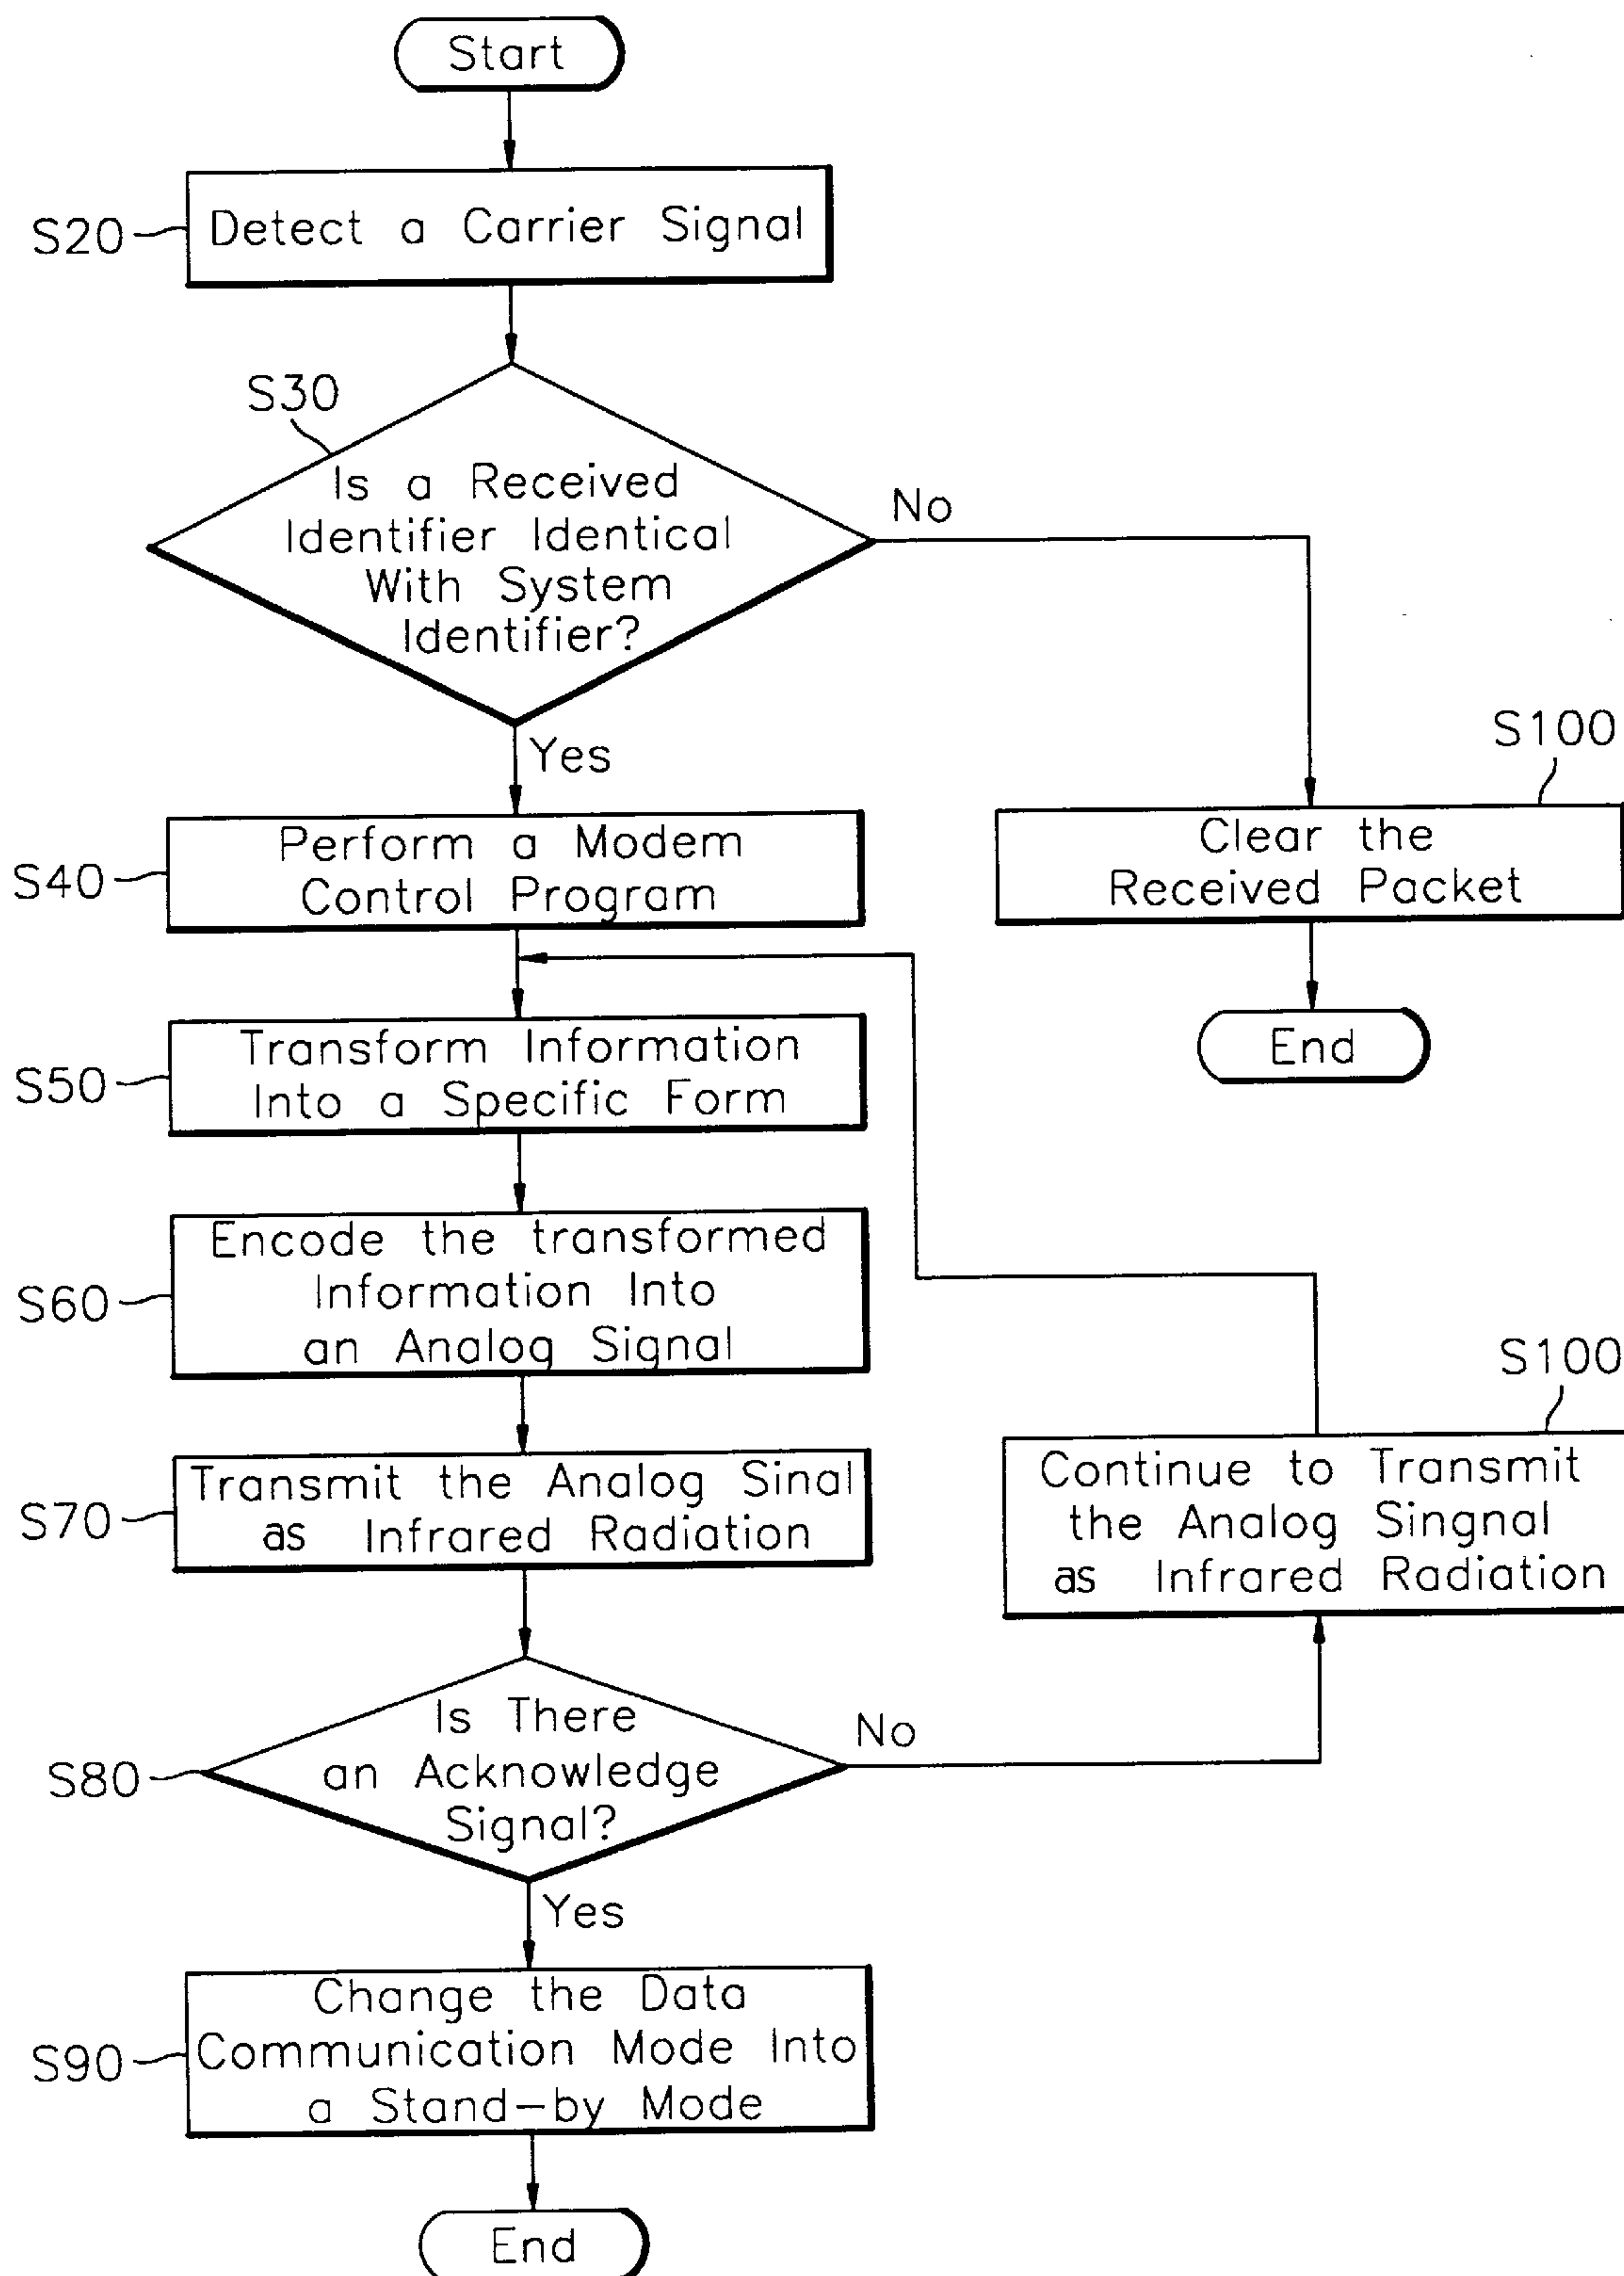 Start
S20
Detect a Carrier Signal
S30
Is a Received
Identifier Identical
With System
Identifier?
No
Yes
S100
Clear the
Received Packet
End
S40
Perform a Modem
Control Program
S50
Transform Information
Into a Specific Form
S60
Encode the transformed
Information Into
an Analog Signal
S70
Transmit the Analog Sinal
as Infrared Radiation
S100
Continue to Transmit
the Analog Singnal
as Infrared Radiation
S80
Is There
an Acknowledge
Signal?
No
Yes
S90
Change the Data
Communication Mode Into
a Stand-by Mode
End